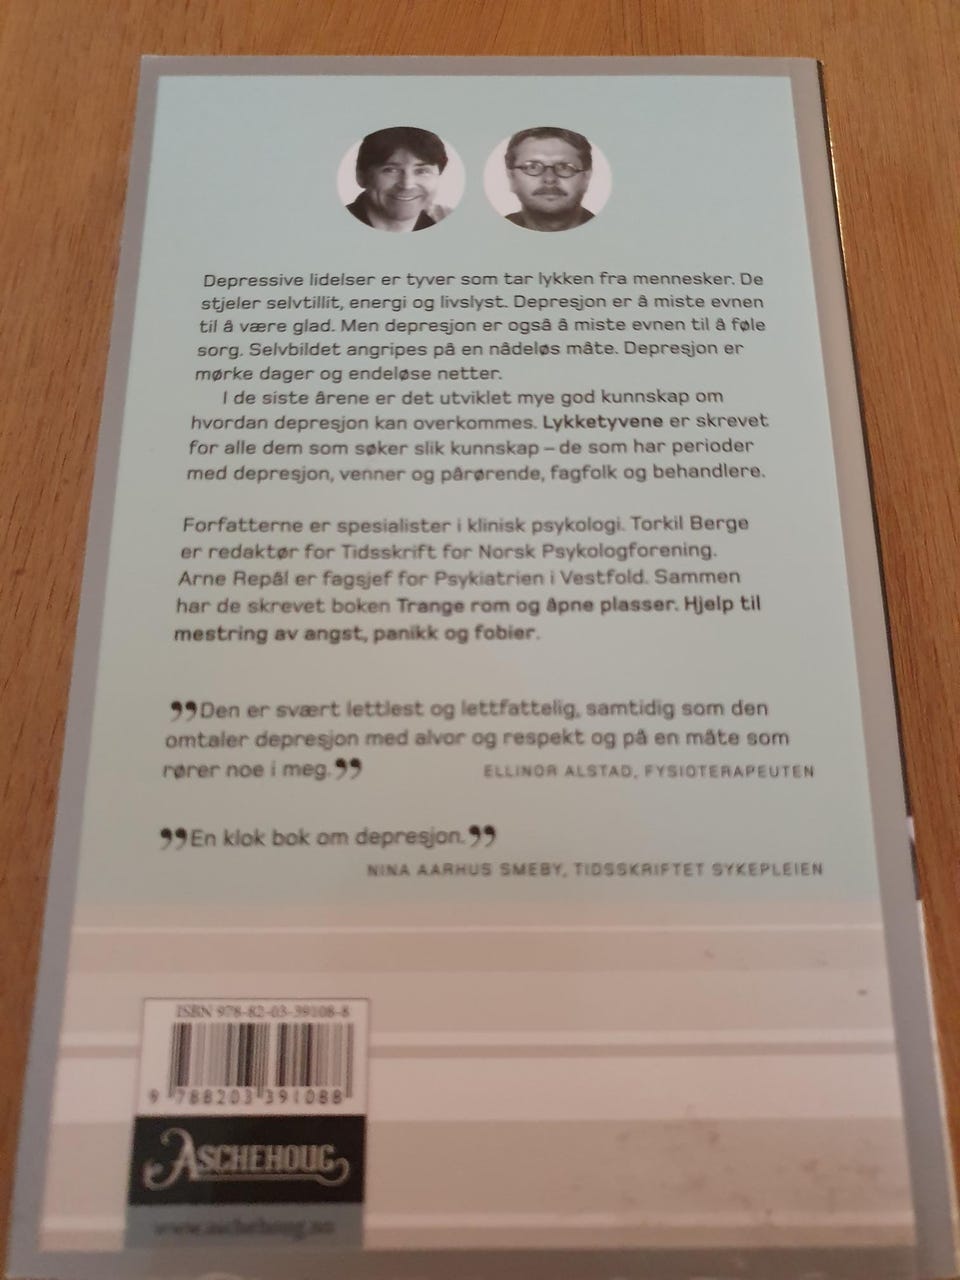 Depressive lidelser er tyver som tar lykken fra mennesker. De
stjeler selvtillit, energi og livslyst. Depresjon er å miste evnen
til å være glad. Men depresjon er også å miste evnen til å føle
sorg. Selvbildet angripes på en nådeløs måte. Depresjon er
mørke dager og endeløse netter.
I de siste årene er det utviklet mye god kunnskap om
hvordan depresjon kan overkommes. Lykketyvene er skrevet
for alle dem som søker slik kunnskap – de som har perioder
med depresjon, venner og pårørende, fagfolk og behandlere.
Forfatterne er spesialister i klinisk psykologi. Torkil Berge
er redaktør for Tidsskrift for Norsk Psykologforening.
Arne Repål er fagsjef for Psykiatrien i Vestfold. Sammen
har de skrevet boken Trange rom og åpne plasser. Hjelp til
mestring av angst, panikk og fobier.
”Den er svært lettlest og lettfattelig, samtidig som den
omtaler depresjon med alvor og respekt og på en måte som
rører noe i meg.” ELLINOR ALSTAD, FYSIOTERAPEUTEN
”En klok bok om depresjon.”
NINA AARHUS SMEBY, TIDSSKRIFTET SYKEPLEIEN
ISBN 978-82-03-39108-8
9 788203 391088
ASCHEHOUG
www.aschehoug.no